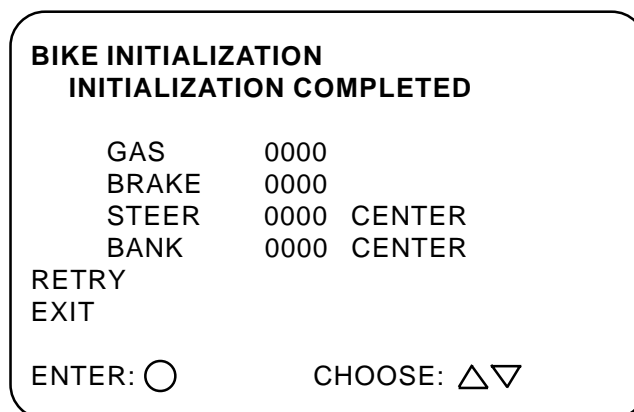 BIKE INITIALIZATION
INITIALIZATION COMPLETED
GAS 0000
BRAKE 0000
STEER 0000 CENTER
BANK 0000 CENTER
RETRY
EXIT
ENTER: ○ CHOOSE: △▽